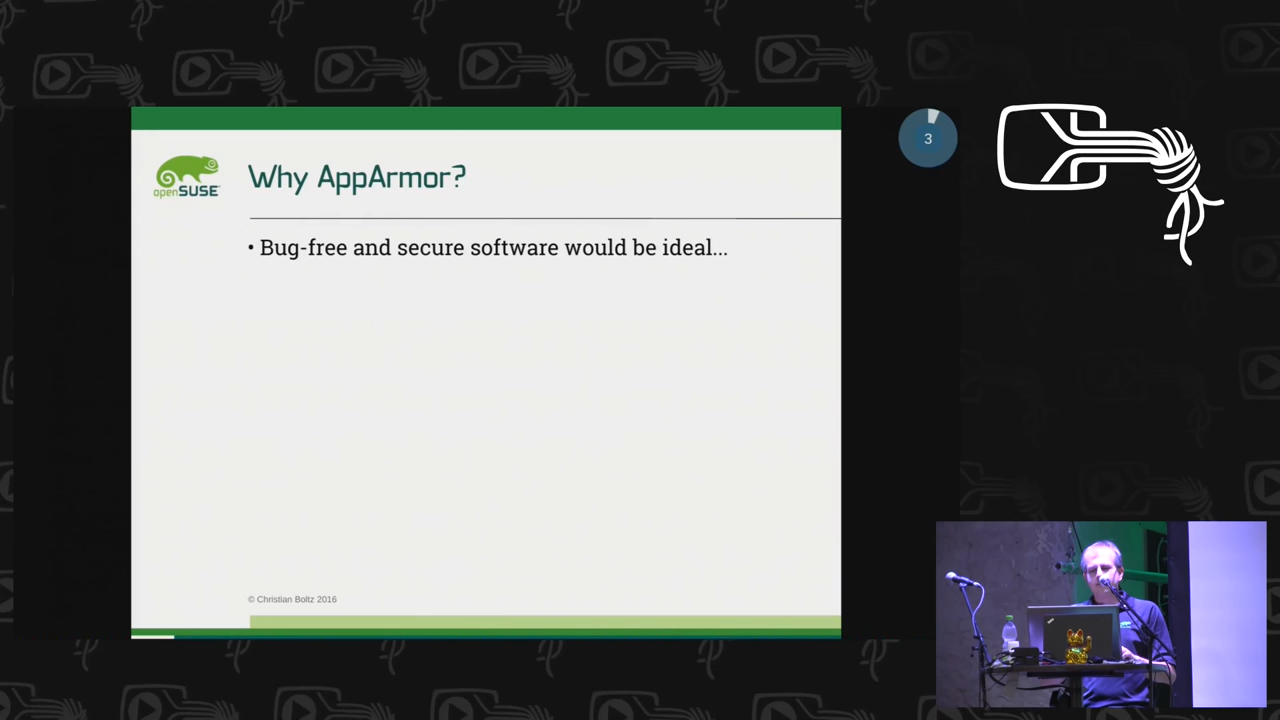 openSUSE
Why AppArmor?
3
• Bug-free and secure software would be ideal...
© Christian Boltz 2016